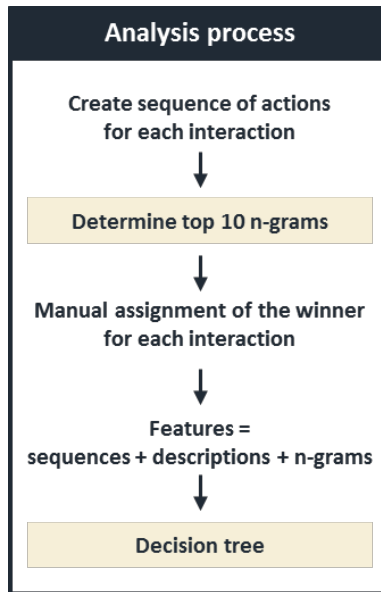 Analysis process
Create sequence of actions
for each interaction
Determine top 10 n-grams
Manual assignment of the winner
for each interaction
Features =
sequences + descriptions + n-grams
Decision tree